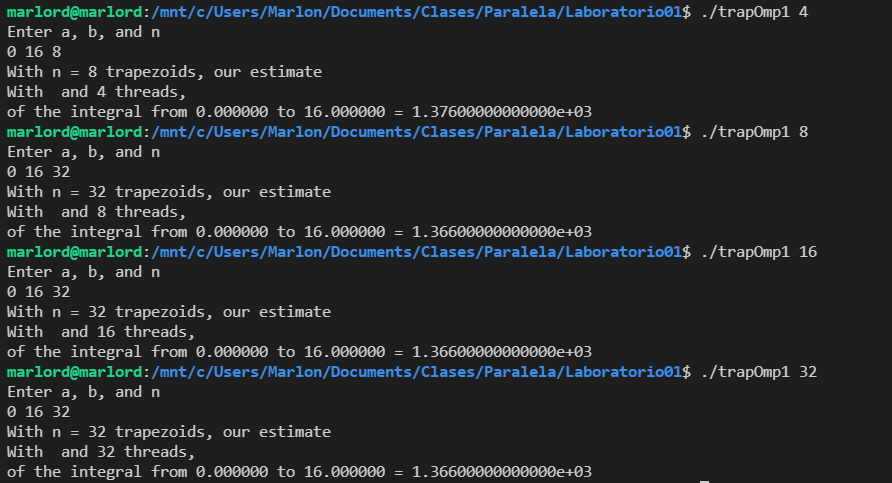 marlord@marlord:/mnt/c/Users/Marlon/Documents/Clases/Paralela/Laboratorio01$ ./trapOmp1 4
Enter a, b, and n
0 16 8
With n = 8 trapezoids, our estimate
With  and 4 threads,
of the integral from 0.000000 to 16.000000 = 1.37600000000000e+03
marlord@marlord:/mnt/c/Users/Marlon/Documents/Clases/Paralela/Laboratorio01$ ./trapOmp1 8
Enter a, b, and n
0 16 32
With n = 32 trapezoids, our estimate
With  and 8 threads,
of the integral from 0.000000 to 16.000000 = 1.36600000000000e+03
marlord@marlord:/mnt/c/Users/Marlon/Documents/Clases/Paralela/Laboratorio01$ ./trapOmp1 16
Enter a, b, and n
0 16 32
With n = 32 trapezoids, our estimate
With  and 16 threads,
of the integral from 0.000000 to 16.000000 = 1.36600000000000e+03
marlord@marlord:/mnt/c/Users/Marlon/Documents/Clases/Paralela/Laboratorio01$ ./trapOmp1 32
Enter a, b, and n
0 16 32
With n = 32 trapezoids, our estimate
With  and 32 threads,
of the integral from 0.000000 to 16.000000 = 1.36600000000000e+03